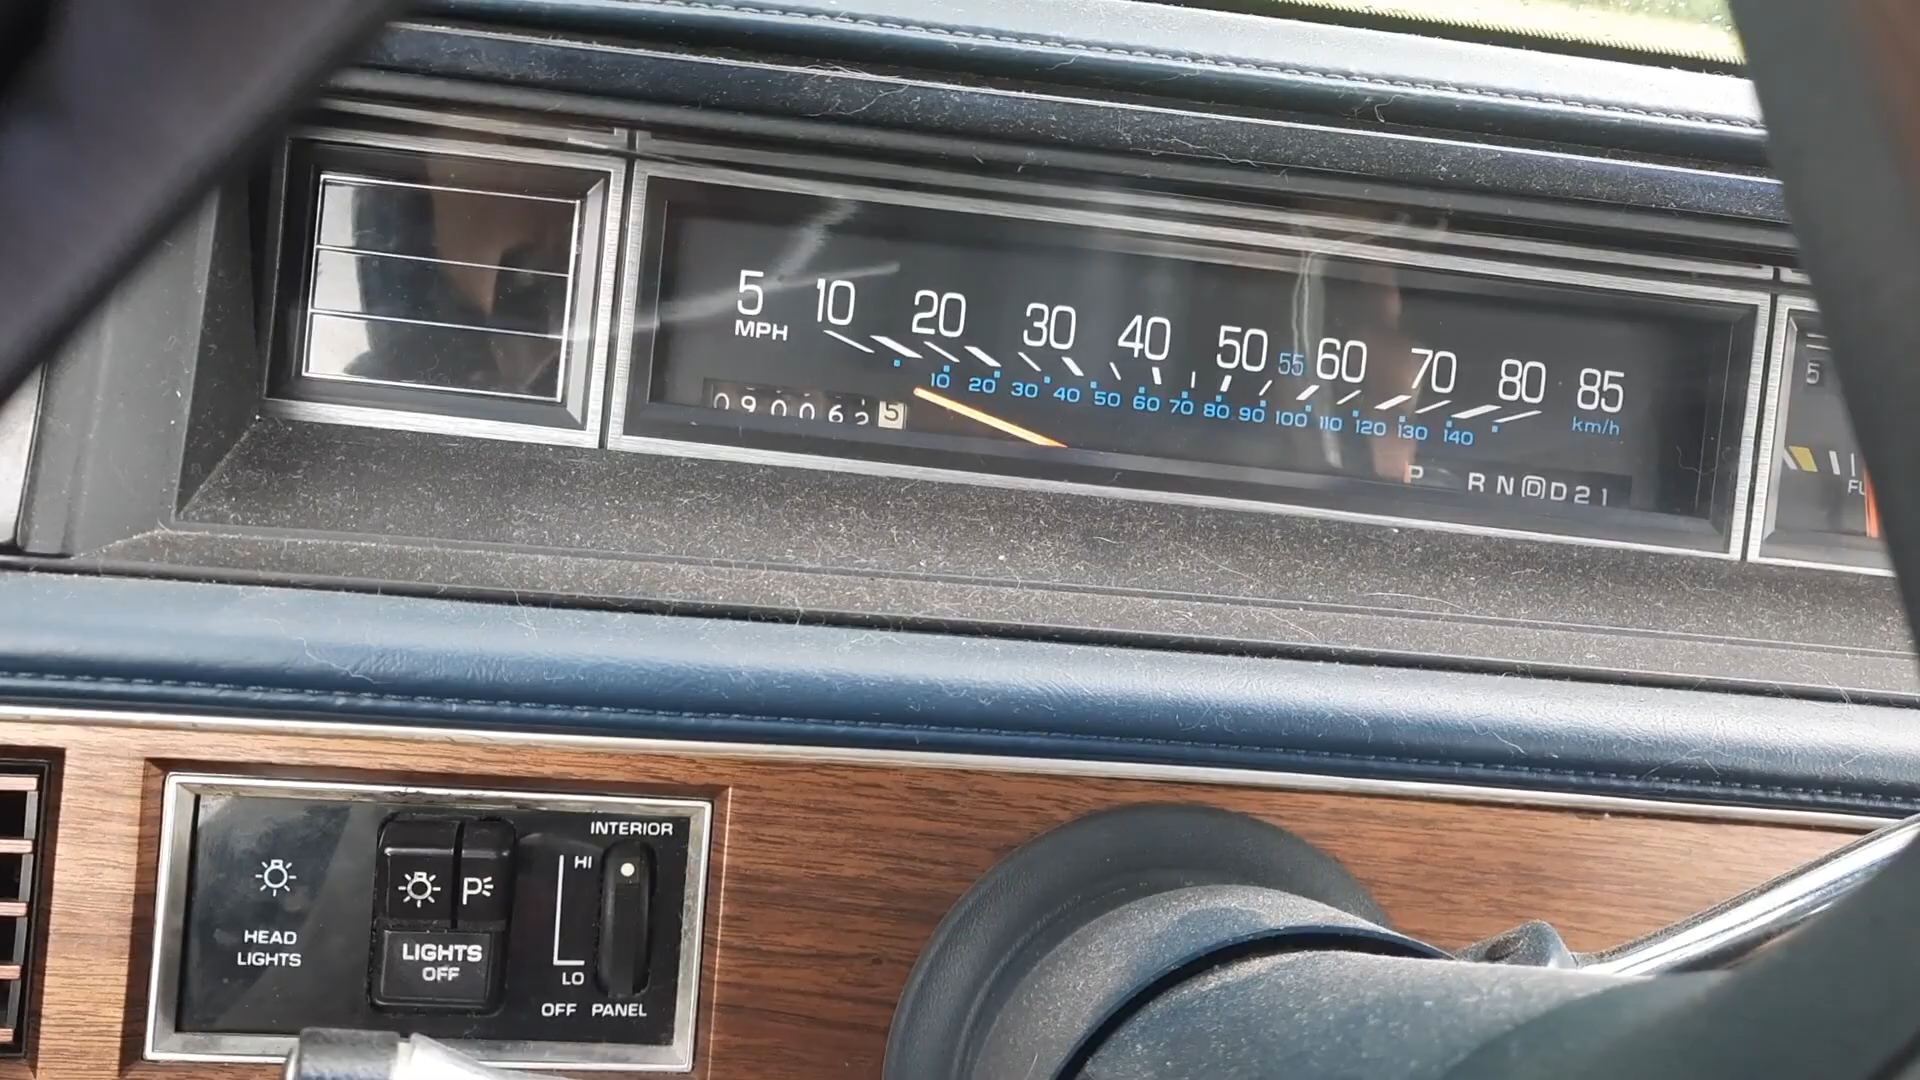 5 10 20 30 40 50 55 60 70 80 85
MPH
10 20 30 40 50 60 70 80 90 100 110 120 130 140 km/h
5
P R N D D 2 1
5
HEAD
LIGHTS
P
LIGHTS
OFF
INTERIOR
HI
LO
OFF PANEL